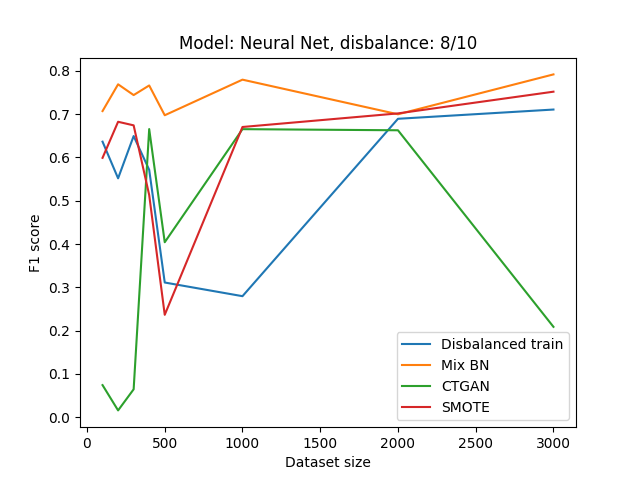 Model: Neural Net, disbalance: 8/10
F1 score
0.8
0.7
0.6
0.5
0.4
0.3
0.2
0.1
0.0
0
500
1000
1500
2000
2500
3000
Dataset size
Disbalanced train
Mix BN
CTGAN
SMOTE